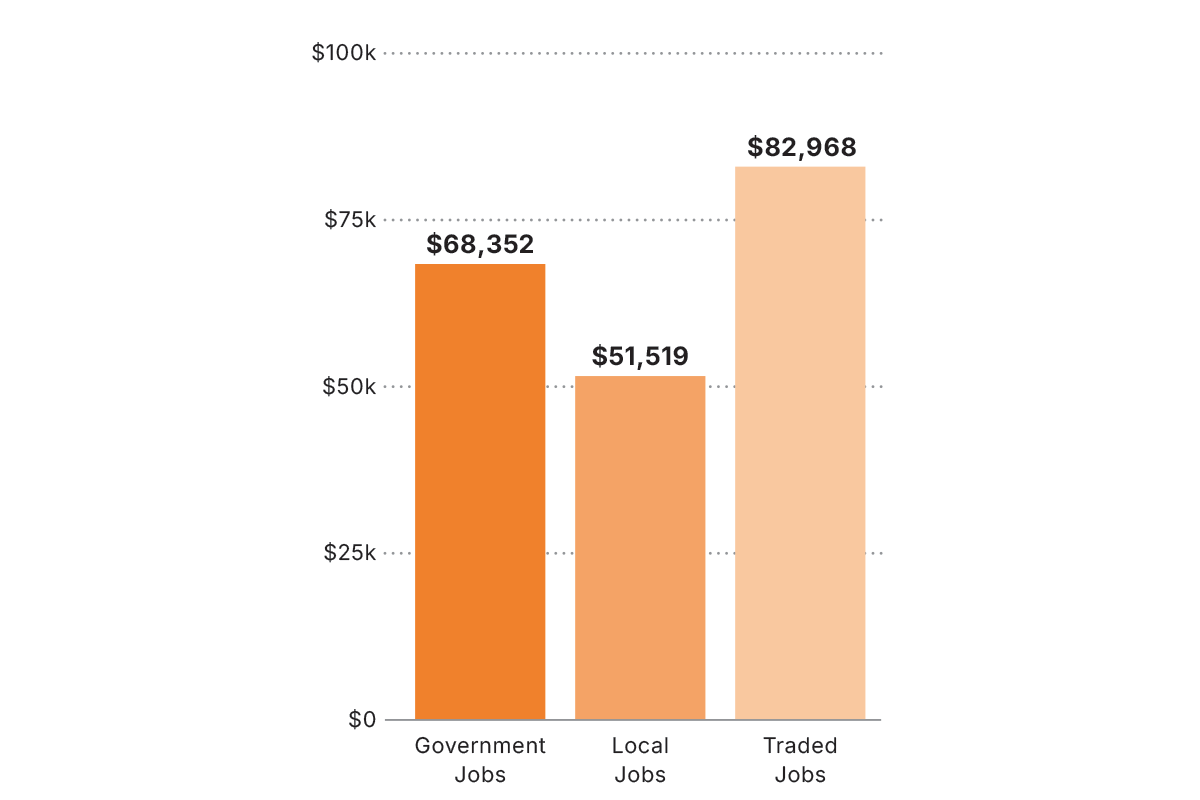 $100k
$82,968
$75k
$68,352
$51,519
$50k
$25k
$0
Government
Jobs
Local
Jobs
Traded
Jobs